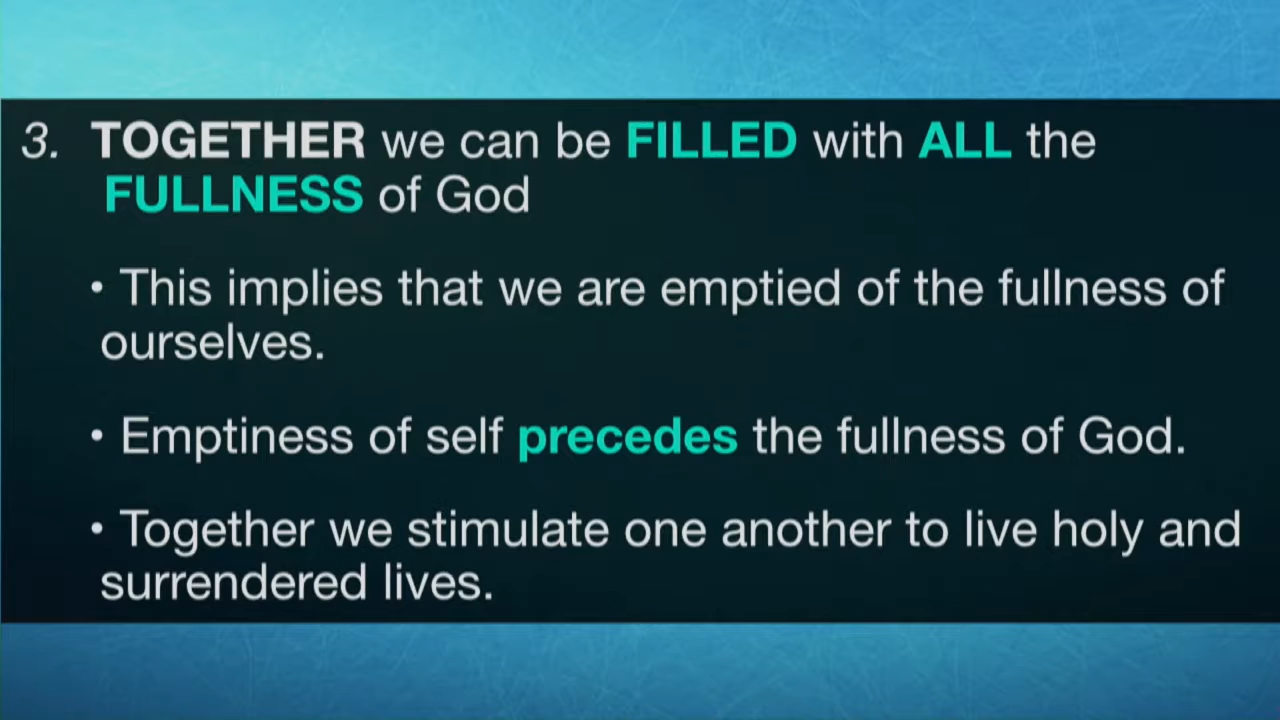 3. TOGETHER we can be FILLED with ALL the
FULLNESS of God
• This implies that we are emptied of the fullness of
ourselves.
• Emptiness of self precedes the fullness of God.
• Together we stimulate one another to live holy and
surrendered lives.